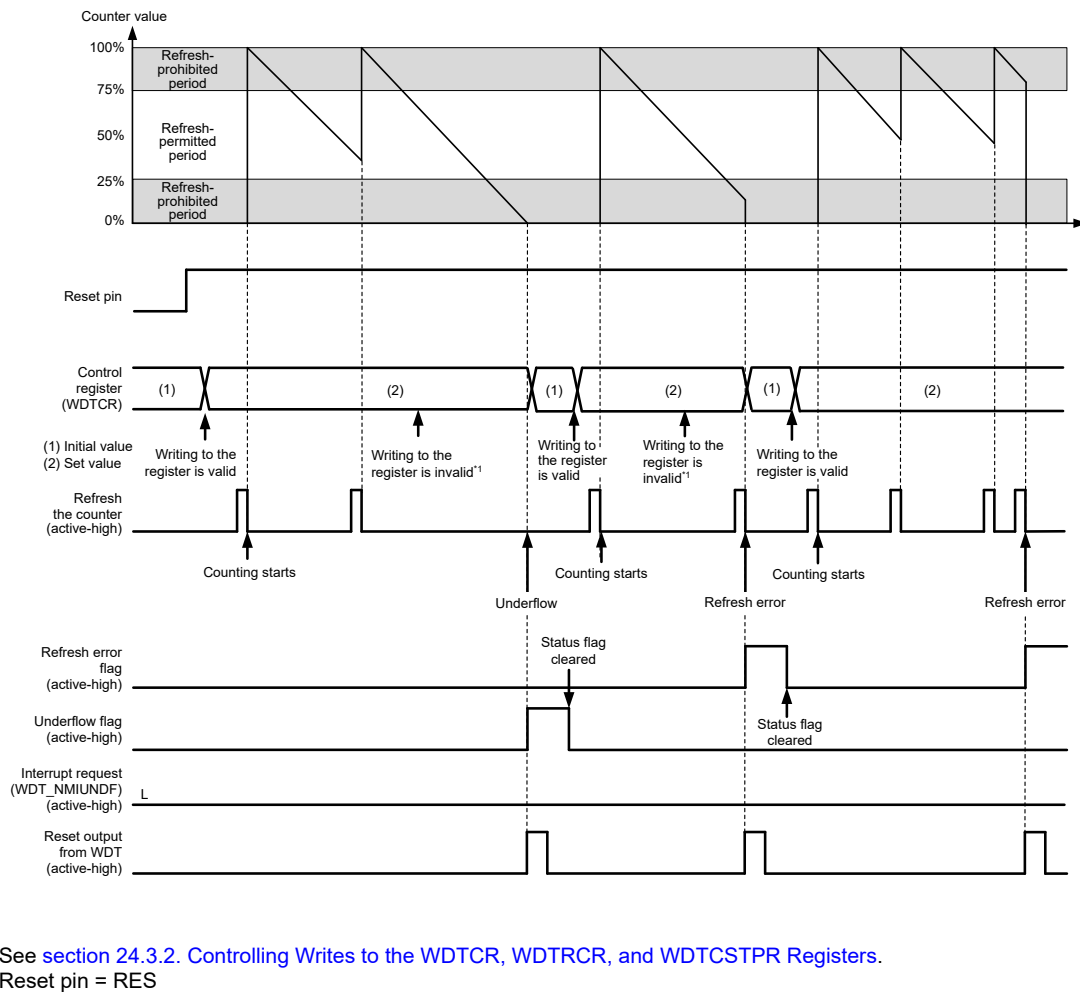 Counter value
100%
Refresh-
prohibited
period
75%
50%
Refresh-
permitted
period
25%
Refresh-
prohibited
period
0%
Reset pin
Control
register
(WDTCR)
(1)
(2)
(1)
(2)
(1)
(2)
(1) Initial value
(2) Set value
Writing to the
register is valid
Writing to the
register is invalid*1
Writing to
the register
is valid
Writing to the
register is
invalid*1
Writing to the
register is valid
Refresh
the counter
(active-high)
Counting starts
Counting starts
Counting starts
Underflow
Refresh error
Refresh error
Refresh error
flag
(active-high)
Status flag
cleared
Status flag
cleared
Underflow flag
(active-high)
Interrupt request
(WDT_NMIUNDF)
(active-high)
L
Reset output
from WDT
(active-high)
See section 24.3.2. Controlling Writes to the WDTCR, WDTRCR, and WDTCSTPR Registers.
Reset pin = RES